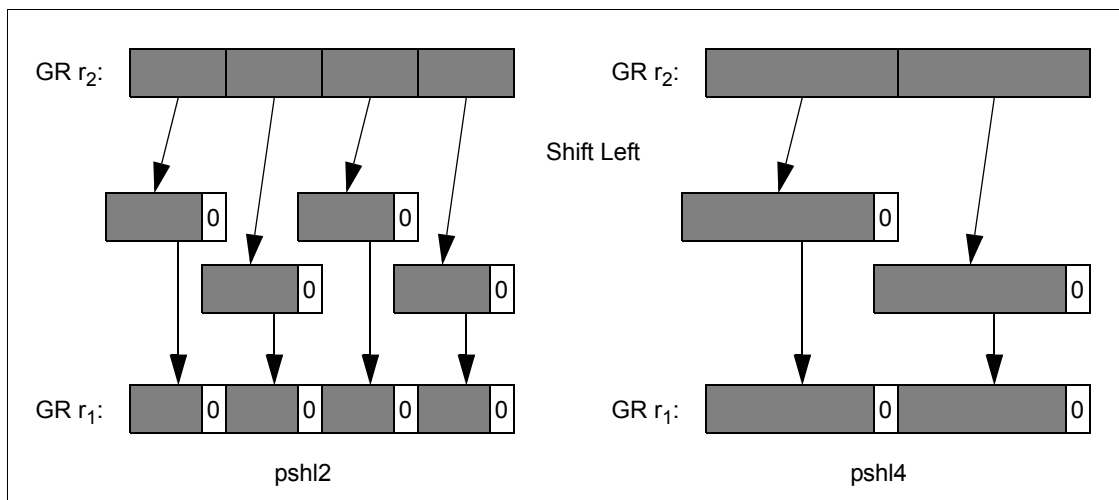 GR r2: GR r2:
Shift Left
0 0 0
0 0 0
GR r1: 0 0 0 0 GR r1: 0 0
pshl2 pshl4